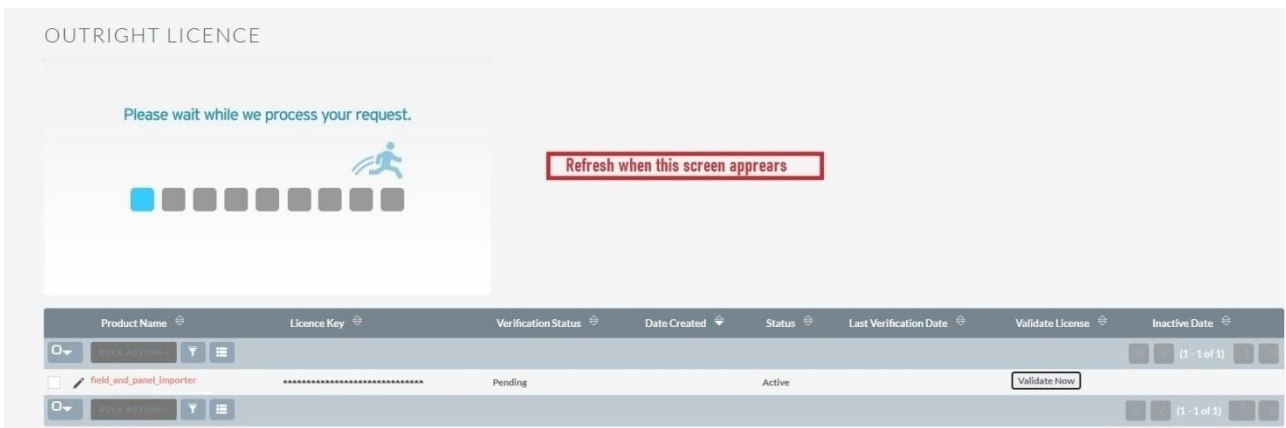 OUTRIGHT LICENCE
Please wait while we process your request.
Refresh when this screen apprears
Product Name Licence Key Verification Status Date Created Status Last Verification Date Validate License Inactive Date
BULK ACTION (1 - 1 of 1)
field_and_panel_importer ****************************** Pending Active Validate Now
BULK ACTION (1 - 1 of 1)